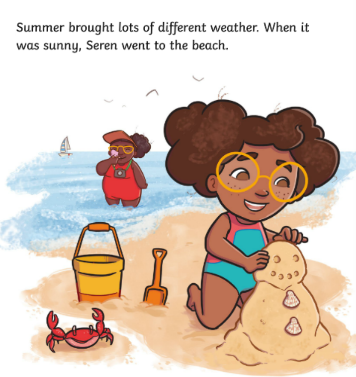 Summer brought lots of different weather. When it
was sunny, Seren went to the beach.